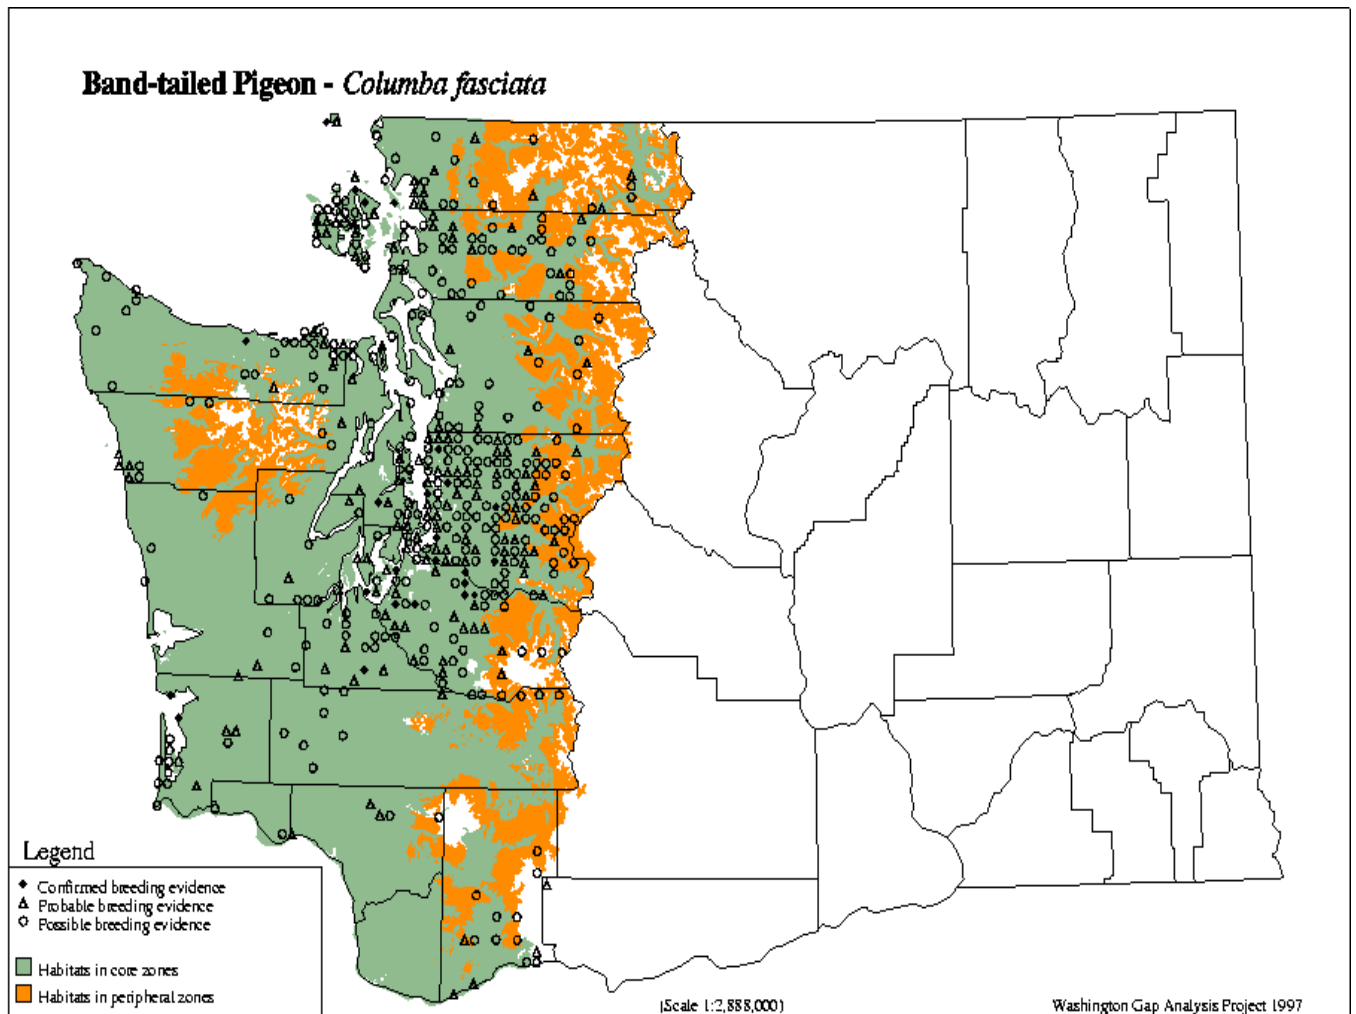 Band-tailed Pigeon - Columba fasciata
Legend
Confirmed breeding evidence
Probable breeding evidence
Possible breeding evidence
Habitats in core zones
Habitats in peripheral zones
(Scale 1:2,888,000)
Washington Gap Analysis Project 1997